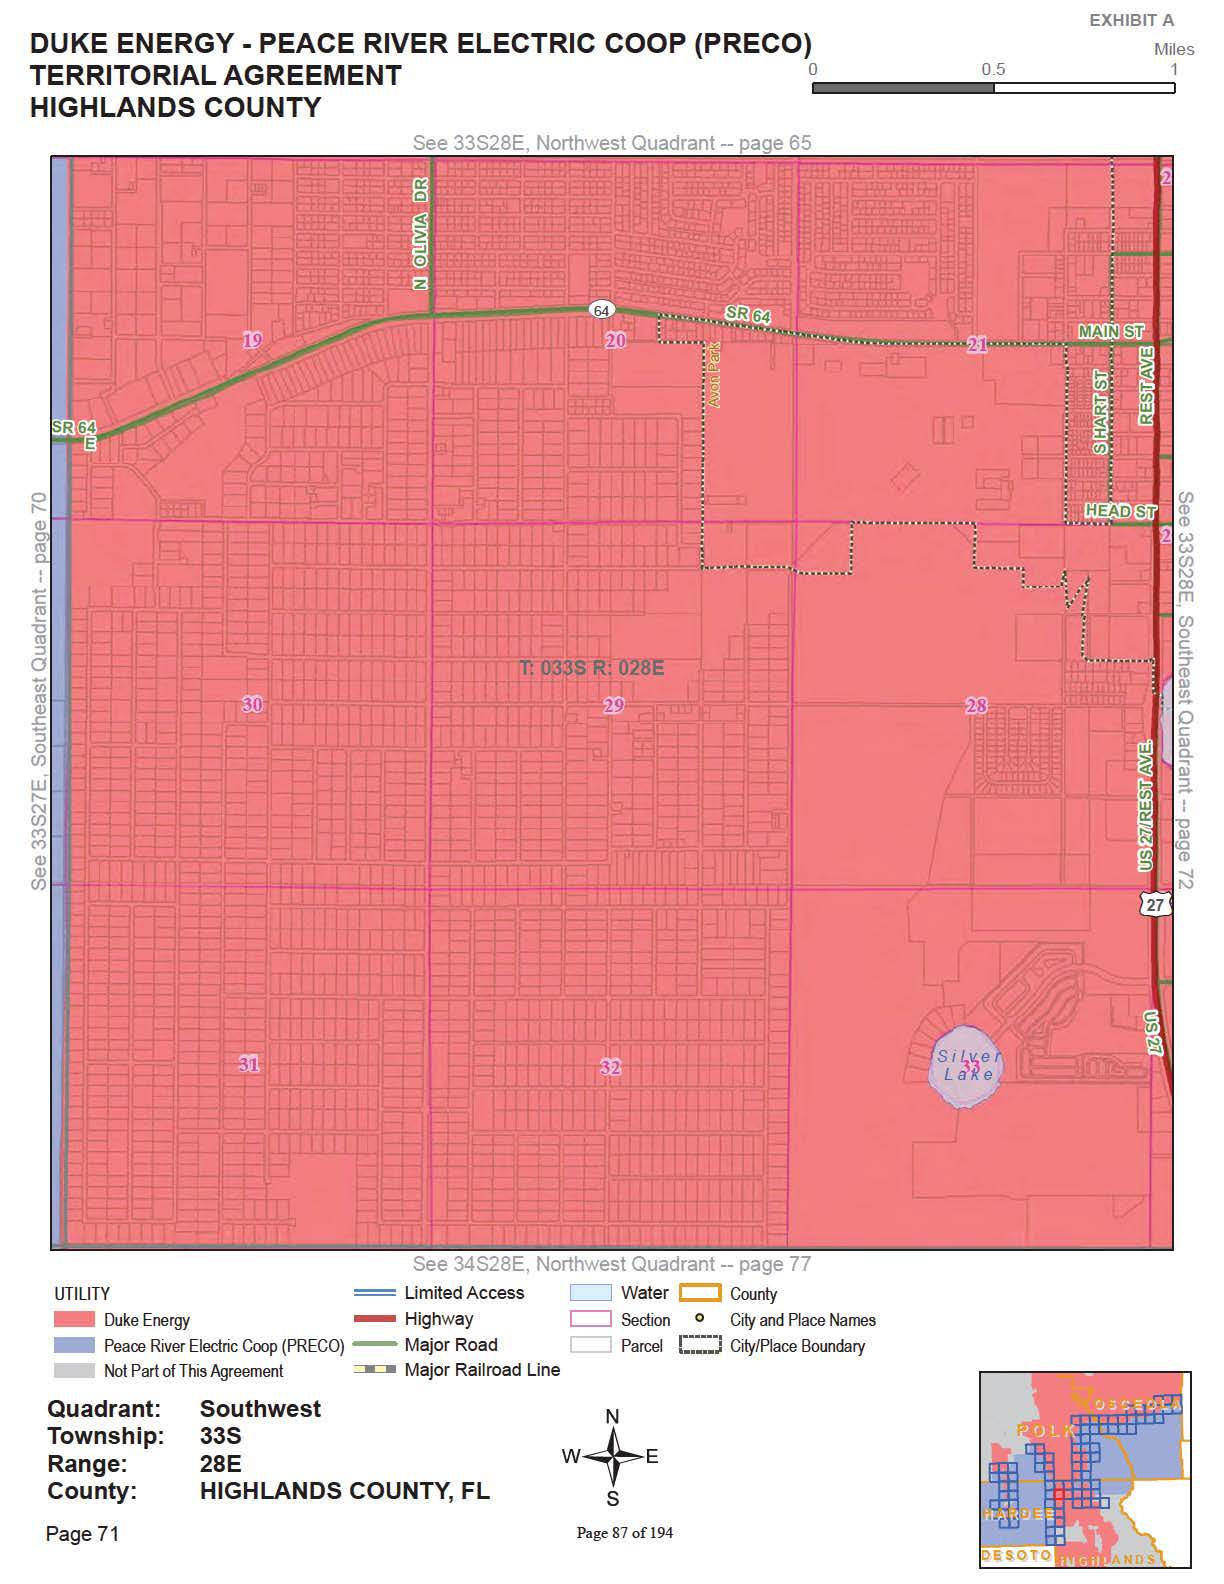 EXHIBIT A
DUKE ENERGY - PEACE RIVER ELECTRIC COOP (PRECO)
TERRITORIAL AGREEMENT
HIGHLANDS COUNTY
Miles
0 0.5 1
See 33S28E, Northwest Quadrant -- page 65
2
N OLIVIA DR
64
SR 64
19
20
21
MAIN ST
Avon Park
S HART ST
REST AVE
SR 64
E
See 33S27E, Southeast Quadrant -- page 70
See 33S28E, Southeast Quadrant -- page 72
HEAD ST
2
T: 033S R: 028E
30
29
28
US 27/REST AVE
27
US 27
31
32
Silver
33
Lake
See 34S28E, Northwest Quadrant -- page 77
UTILITY
Duke Energy
Peace River Electric Coop (PRECO)
Not Part of This Agreement
Limited Access
Highway
Major Road
Major Railroad Line
Water
Section
Parcel
County
City and Place Names
City/Place Boundary
Quadrant: Southwest
Township: 33S
Range: 28E
County: HIGHLANDS COUNTY, FL
N
W E
S
Page 71
Page 87 of 194
OSCEOLA
POLK
HARDEE
DESOTO
HIGHLANDS